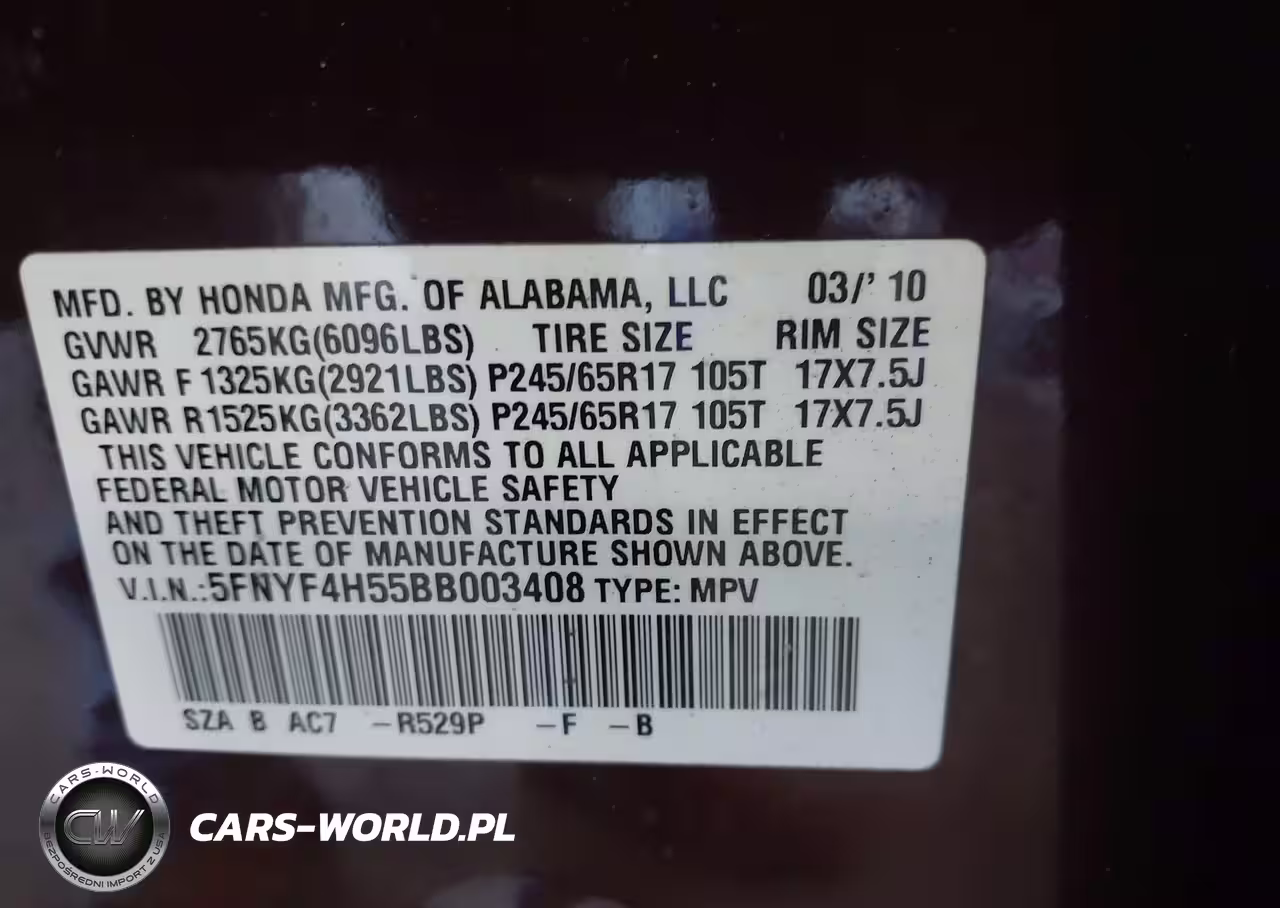 MFD. BY HONDA MFG. OF ALABAMA, LLC 03/' 10
GVWR 2765KG(6096LBS) TIRE SIZE RIM SIZE
GAWR F 1325KG(2921LBS) P245/65R17 105T 17X7.5J
GAWR R1525KG(3362LBS) P245/65R17 105T 17X7.5J
THIS VEHICLE CONFORMS TO ALL APPLICABLE
FEDERAL MOTOR VEHICLE SAFETY
AND THEFT PREVENTION STANDARDS IN EFFECT
ON THE DATE OF MANUFACTURE SHOWN ABOVE.
V.I.N.:5FNYF4H55BB003408 TYPE: MPV
SZA B AC7 -R529P -F -B
CARS-WORLD
CW
BEZPOŚREDNI IMPORT Z USA
CARS-WORLD.PL